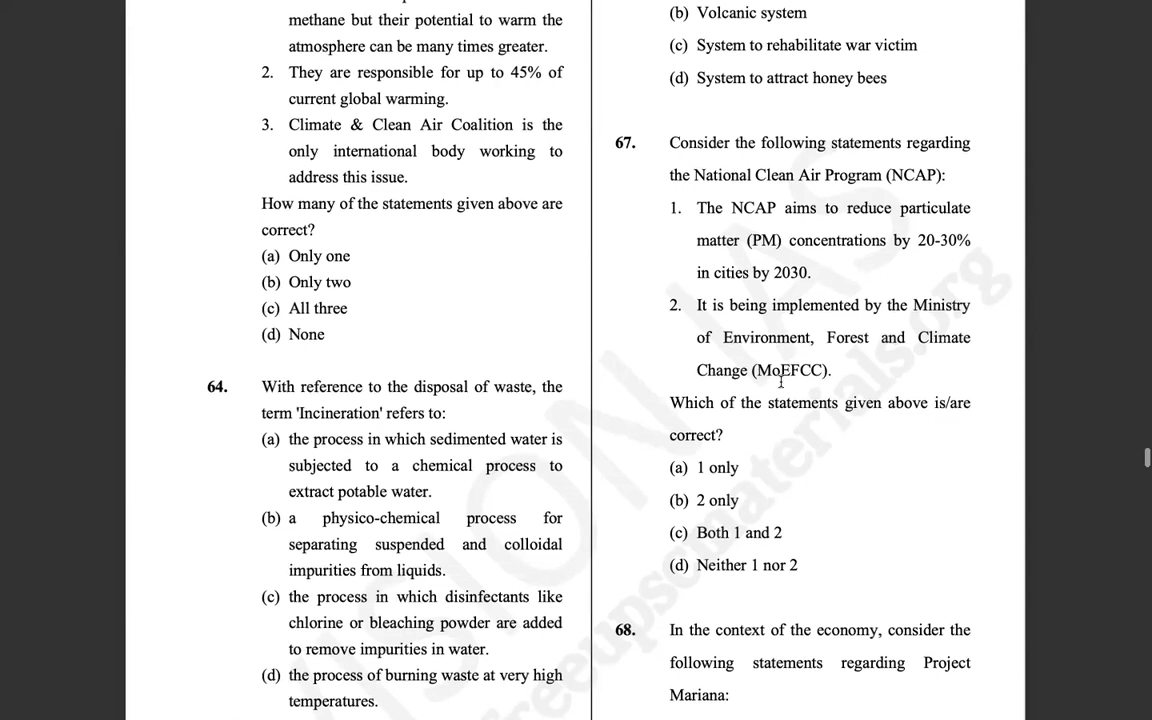 methane but their potential to warm the
atmosphere can be many times greater.
2. They are responsible for up to 45% of
current global warming.
3. Climate & Clean Air Coalition is the
only international body working to
address this issue.
How many of the statements given above are
correct?
(a) Only one
(b) Only two
(c) All three
(d) None
64. With reference to the disposal of waste, the
term 'Incineration' refers to:
(a) the process in which sedimented water is
subjected to a chemical process to
extract potable water.
(b) a physico-chemical process for
separating suspended and colloidal
impurities from liquids.
(c) the process in which disinfectants like
chlorine or bleaching powder are added
to remove impurities in water.
(d) the process of burning waste at very high
temperatures.
(b) Volcanic system
(c) System to rehabilitate war victim
(d) System to attract honey bees
67. Consider the following statements regarding
the National Clean Air Program (NCAP):
1. The NCAP aims to reduce particulate
matter (PM) concentrations by 20-30%
in cities by 2030.
2. It is being implemented by the Ministry
of Environment, Forest and Climate
Change (MoEFCC).
Which of the statements given above is/are
correct?
(a) 1 only
(b) 2 only
(c) Both 1 and 2
(d) Neither 1 nor 2
68. In the context of the economy, consider the
following statements regarding Project
Mariana:
VISION IAS
freeupscmaterials.org